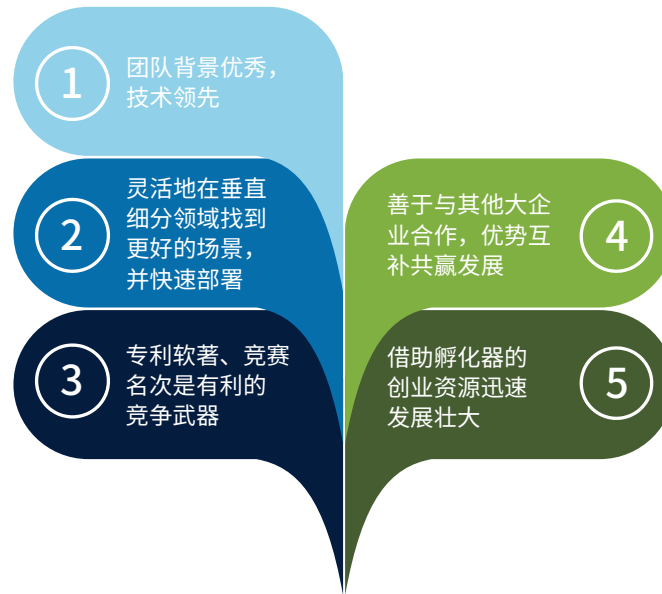 1
团队背景优秀，
技术领先
2
灵活地在垂直
细分领域找到
更好的场景，
并快速部署
3
专利软著、竞赛
名次是有利的
竞争武器
善于与其他大企
业合作，优势互
补共赢发展
4
借助孵化器的
创业资源迅速
发展壮大
5